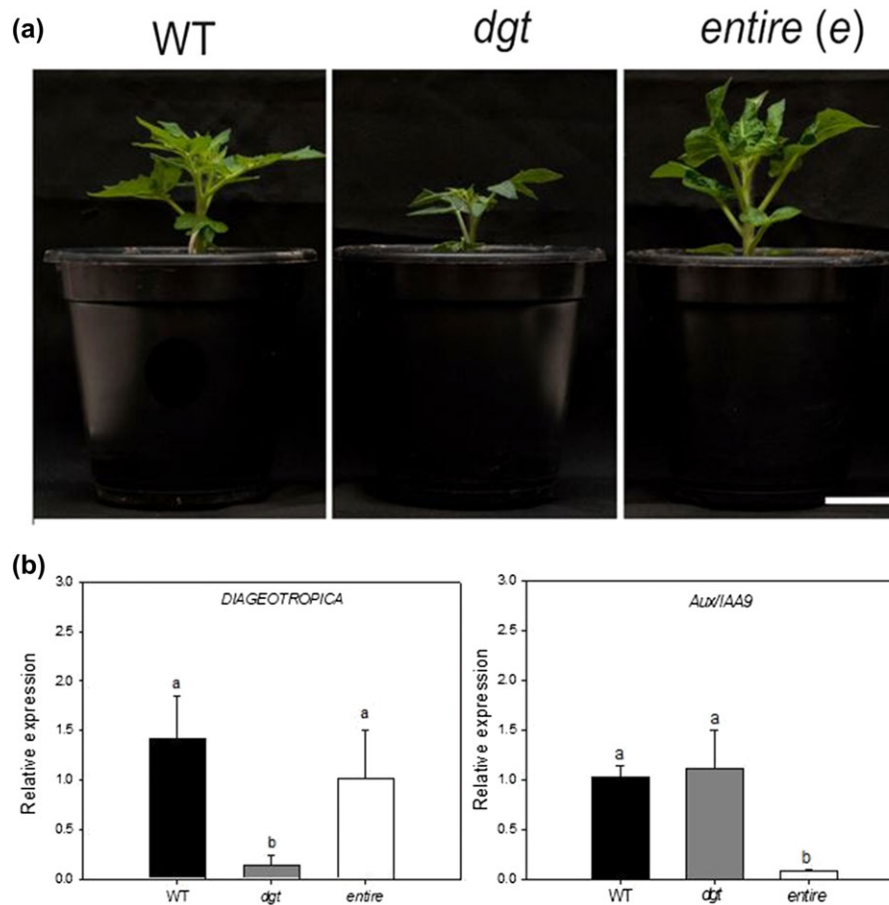 (a)
WT dgt entire (e)
(b)
DIAGEOTROPICA
Relative expression
3.0
2.5
2.0
1.5
1.0
0.5
0.0
a
b
a
WT dgt entire
Aux/IAA9
Relative expression
3.0
2.5
2.0
1.5
1.0
0.5
0.0
a
a
b
WT dgt entire